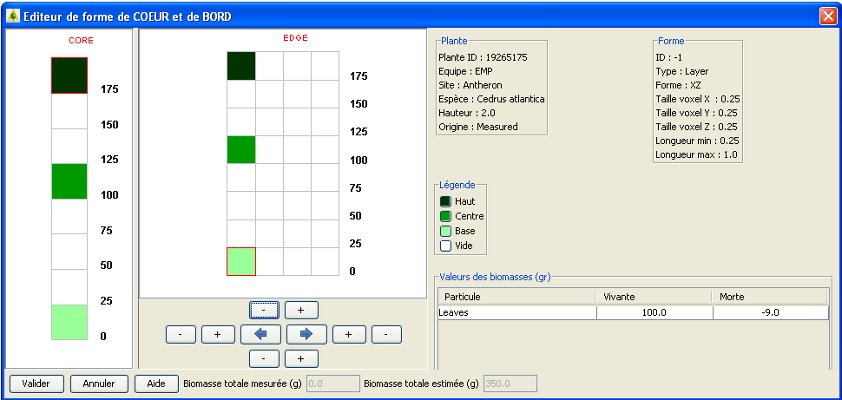 Editeur de forme de COEUR et de BORD
CORE
175
150
125
100
75
50
25
0
EDGE
175
150
125
100
75
50
25
0
- +
- + + -
- +
Plante
Plante ID : 19265175
Equipe : EMP
Site : Antheron
Espèce : Cedrus atlantica
Hauteur : 2.0
Origine : Measured
Forme
ID : -1
Type : Layer
Forme : XZ
Taille voxel X : 0.25
Taille voxel Y : 0.25
Taille voxel Z : 0.25
Longueur min : 0.25
Longueur max : 1.0
Légende
Haut
Centre
Base
Vide
Valeurs des biomasses (gr)
Particule Vivante Morte
Leaves 100.0 -9.0
Valider Annuler Aide Biomasse totale mesurée (g) 0.0 Biomasse totale estimée (g) 350.0